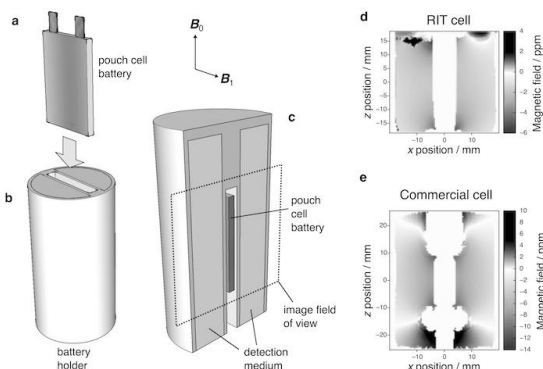 a
pouch cell
battery
B0
B1
b
battery
holder
c
pouch
cell
battery
image field
of view
detection
medium
d
RIT cell
z position / mm
15
10
5
0
−5
−10
−15
−10
0
10
x position / mm
4
2
0
−2
−4
−6
Magnetic field / ppm
e
Commercial cell
z position / mm
20
10
0
−10
−20
−10
0
10
x position / mm
10
8
6
4
2
0
−2
−4
−6
−8
−10
−12
−14
Magnetic field / ppm